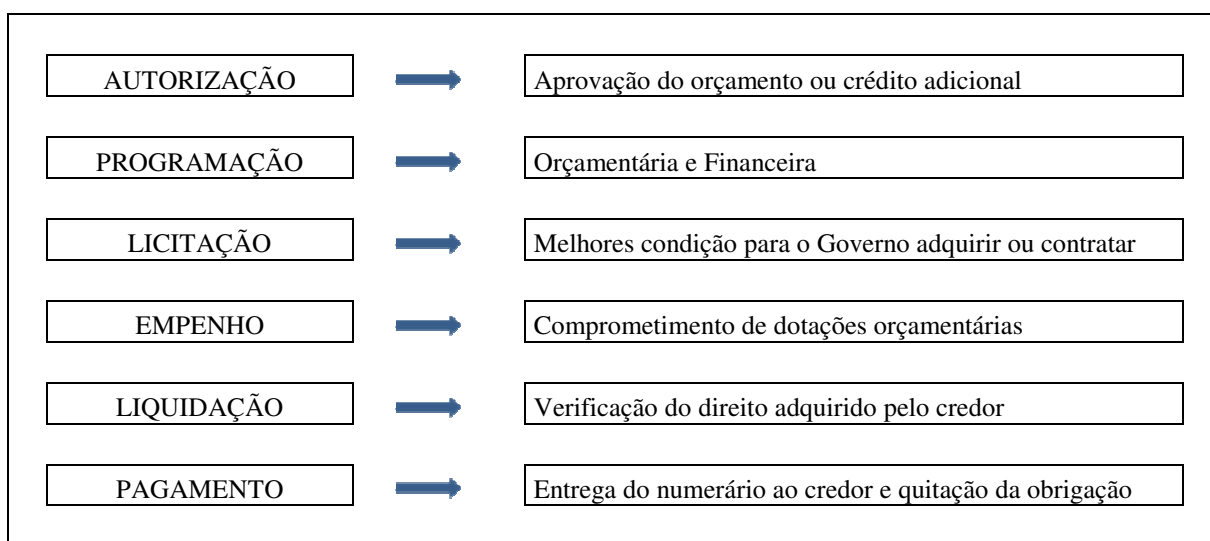 AUTORIZAÇÃO Aprovação do orçamento ou crédito adicional
PROGRAMAÇÃO Orçamentária e Financeira
LICITAÇÃO Melhores condição para o Governo adquirir ou contratar
EMPENHO Comprometimento de dotações orçamentárias
LIQUIDAÇÃO Verificação do direito adquirido pelo credor
PAGAMENTO Entrega do numerário ao credor e quitação da obrigação